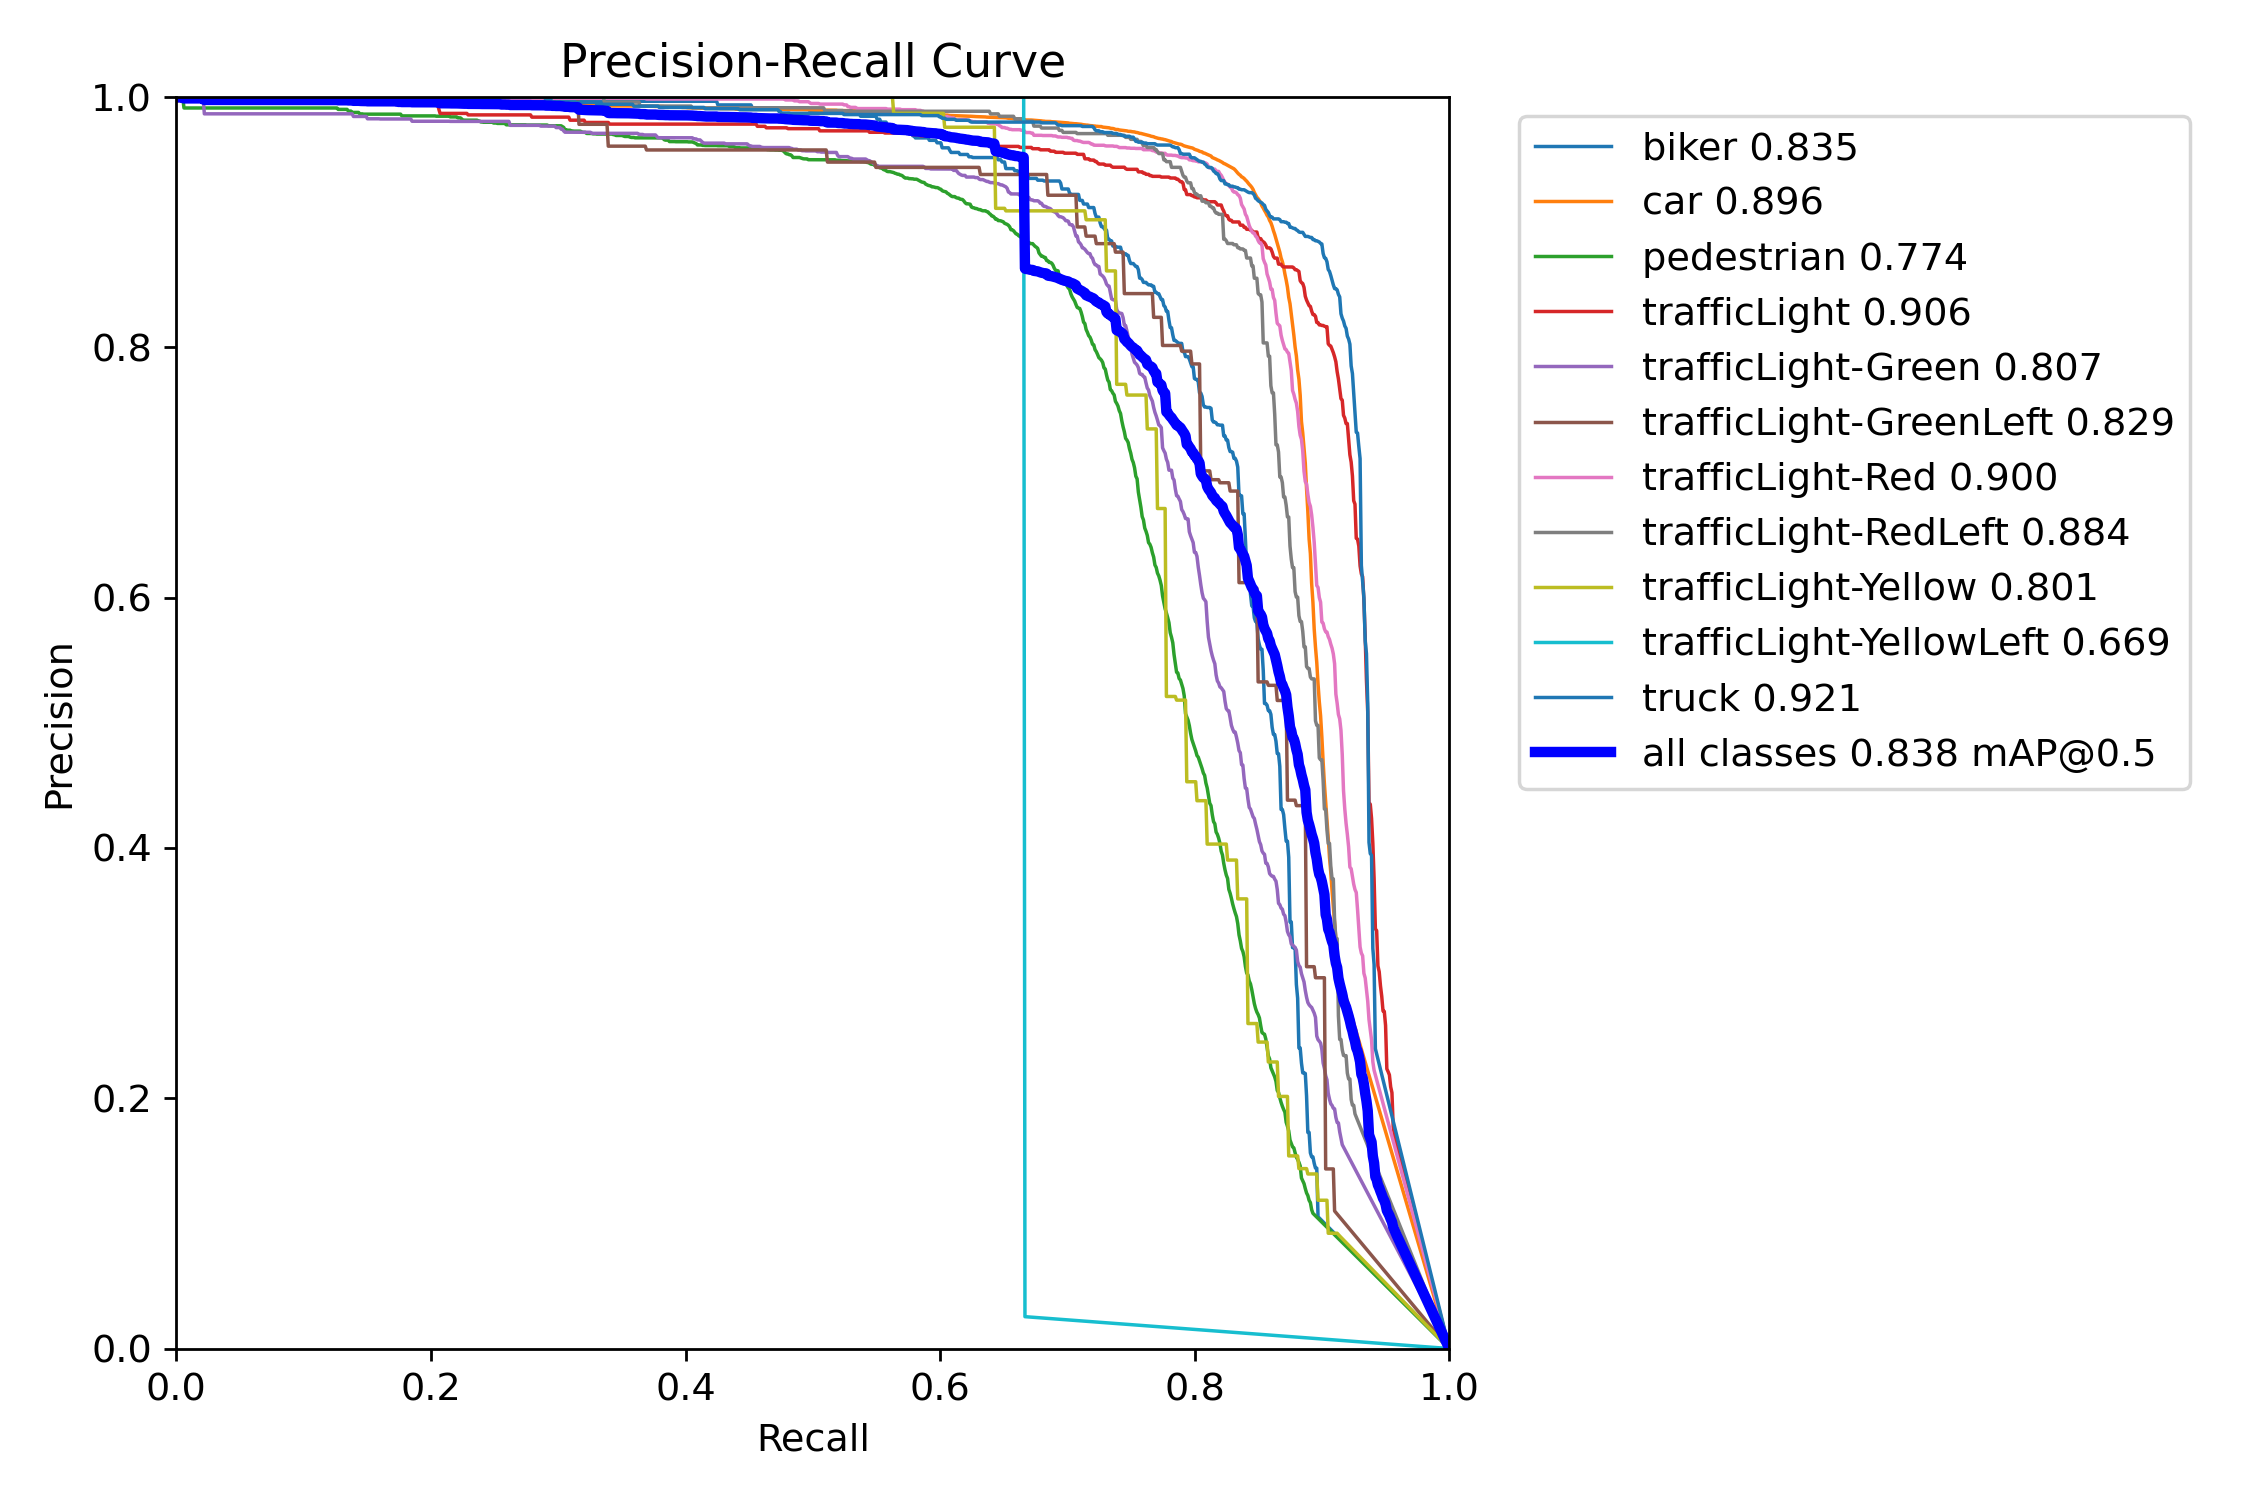 Precision-Recall Curve
1.0
0.8
0.6
0.4
0.2
0.0
Precision
0.0 0.2 0.4 0.6 0.8 1.0
Recall
biker 0.835
car 0.896
pedestrian 0.774
trafficLight 0.906
trafficLight-Green 0.807
trafficLight-GreenLeft 0.829
trafficLight-Red 0.900
trafficLight-RedLeft 0.884
trafficLight-Yellow 0.801
trafficLight-YellowLeft 0.669
truck 0.921
all classes 0.838 mAP@0.5